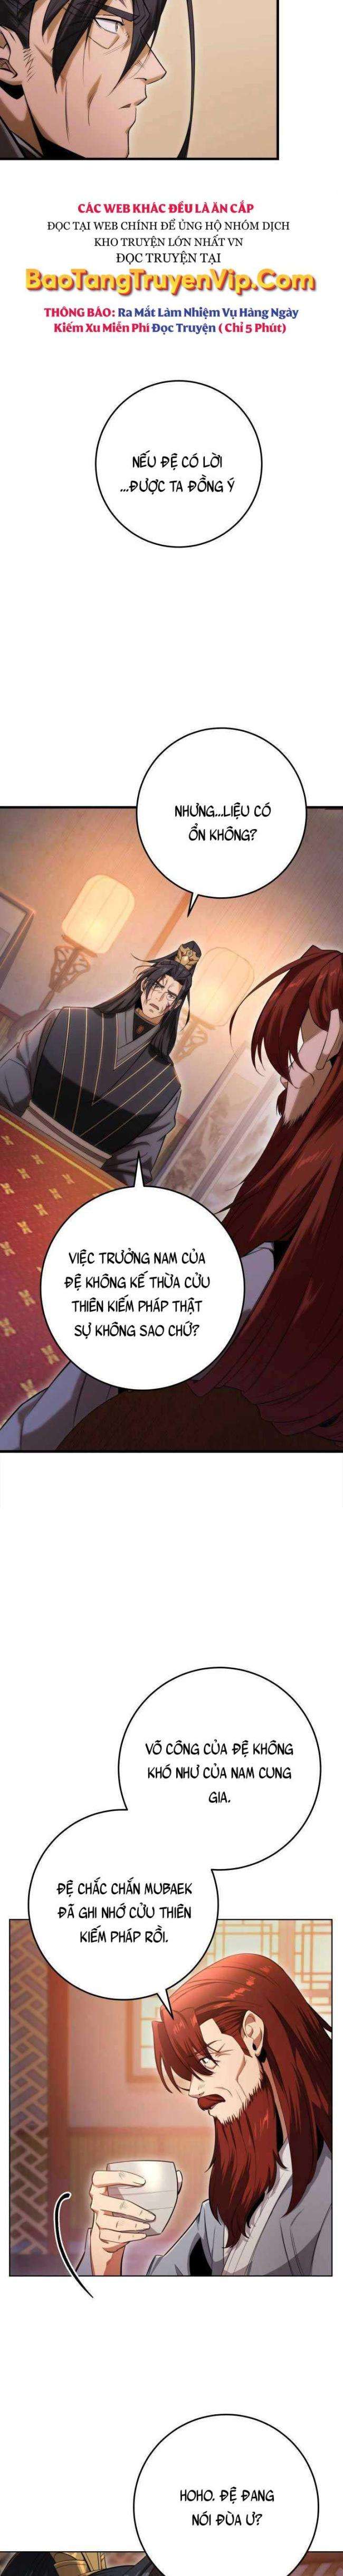 CÁC WEB KHÁC ĐỀU LÀ ĂN CẮP
ĐỌC TẠI WEB CHÍNH ĐỂ ỦNG HỘ NHÓM DỊCH
KHO TRUYỆN LỚN NHẤT VN
ĐỌC TRUYỆN TẠI
BaoTangTruyenVip.Com
THÔNG BÁO: Ra Mắt Làm Nhiệm Vụ Hàng Ngày
Kiếm Xu Miễn Phí Đọc Truyện ( Chỉ 5 Phút)
NẾU ĐỆ CÓ LỜI
...ĐƯỢC TA ĐỒNG Ý
NHƯNG...LIỆU CÓ
ỔN KHÔNG?
VIỆC TRƯỞNG NAM CỦA
ĐỆ KHÔNG KẾ THỪA CỬU
THIÊN KIẾM PHÁP THẬT
SỰ KHÔNG SAO CHỨ?
VÕ CÔNG CỦA ĐỆ KHÔNG
KHÓ NHƯ CỦA NAM CUNG
GIA.
ĐỆ CHẮC CHẮN MUBAEK
ĐÃ GHI NHỚ CỬU THIÊN
KIẾM PHÁP RỒI.
HOHO, ĐỆ ĐANG
NÓI ĐÙA Ư?